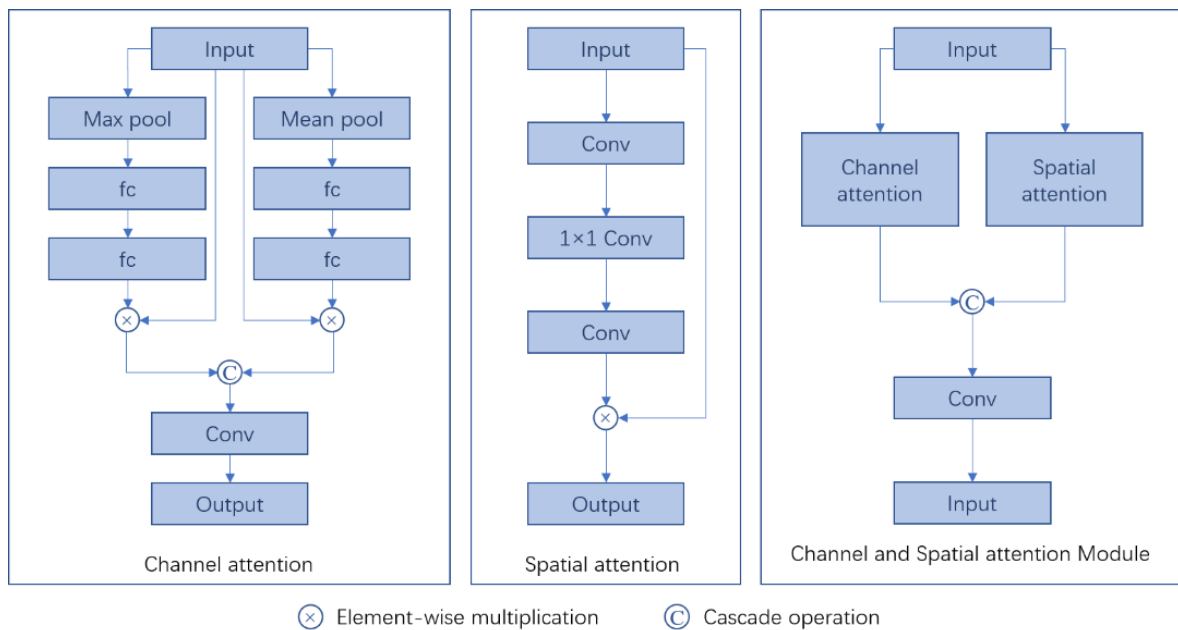 Input
Max pool
Mean pool
fc
fc
fc
fc
×
×
C
Conv
Output
Channel attention
Input
Conv
1×1 Conv
Conv
×
Output
Spatial attention
Input
Channel
attention
Spatial
attention
C
Conv
Input
Channel and Spatial attention Module
× Element-wise multiplication
C Cascade operation